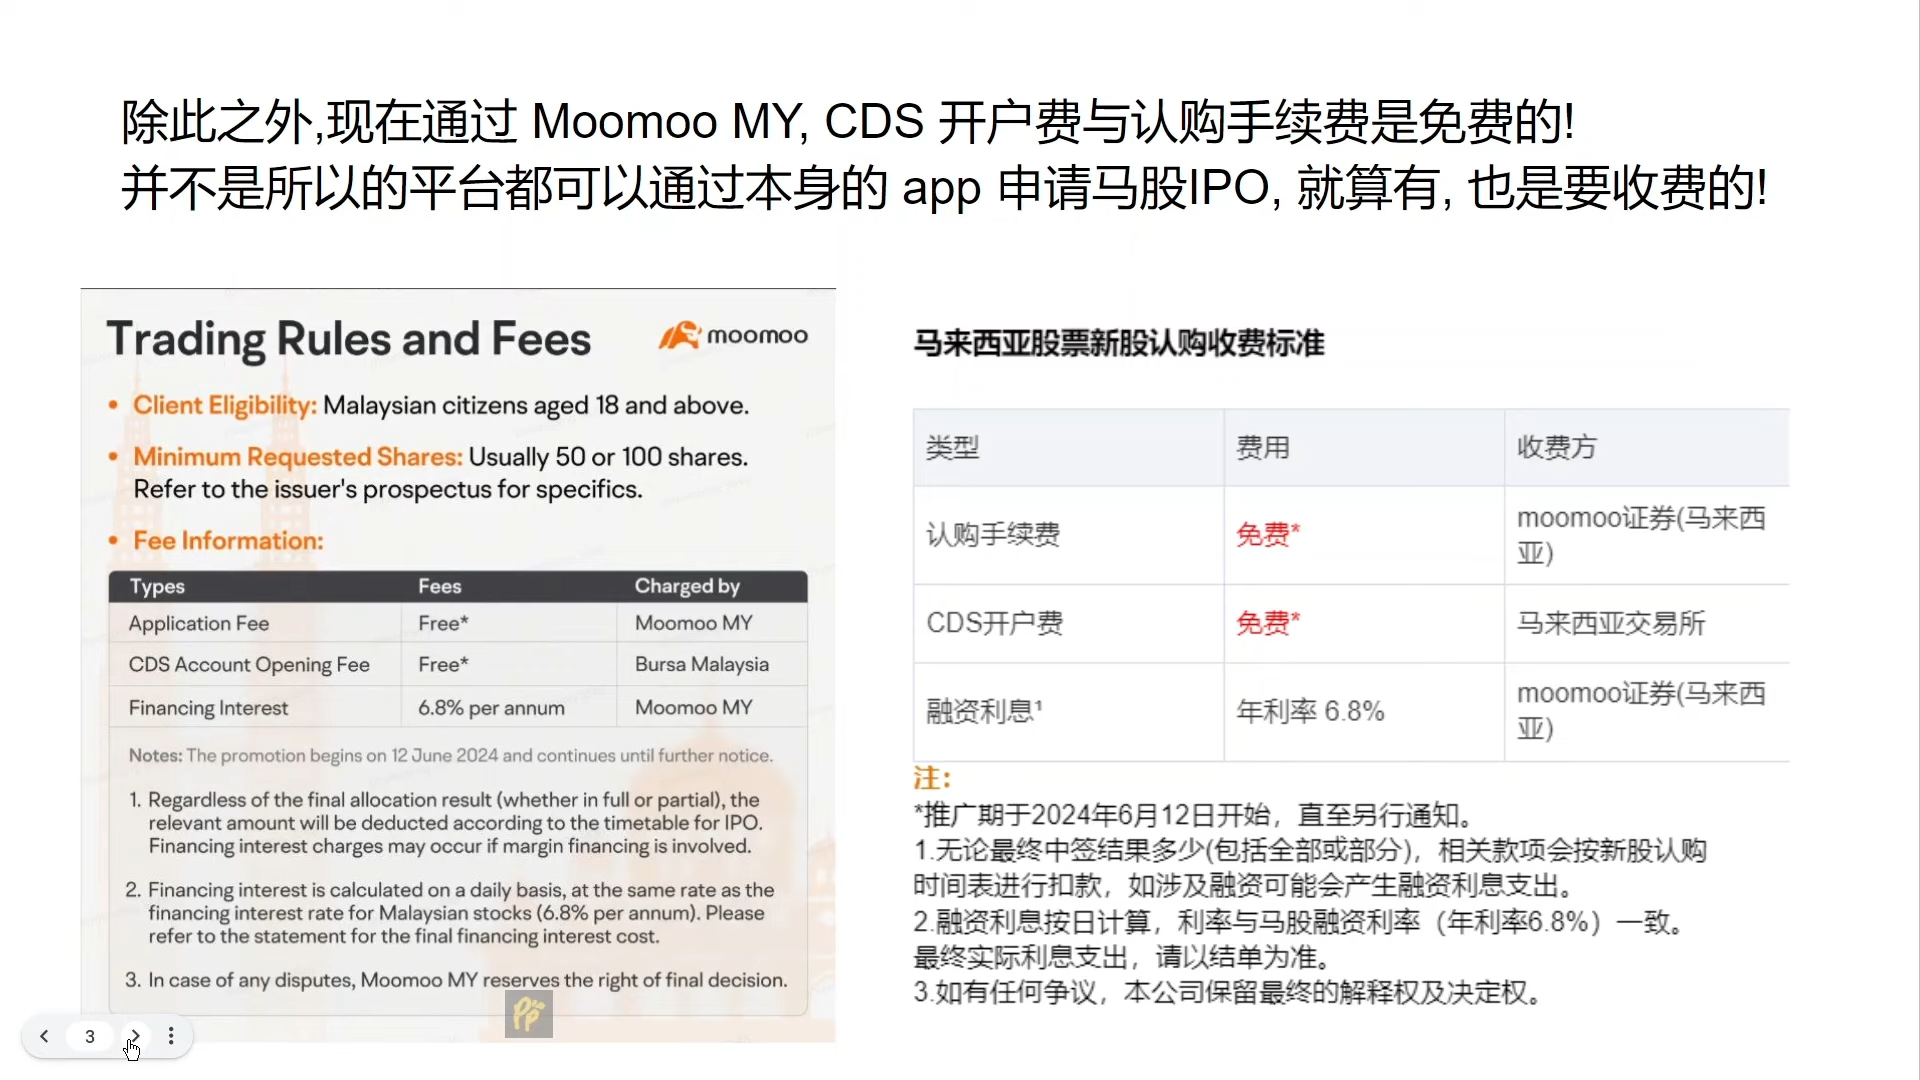 除此之外,现在通过 Moomoo MY, CDS 开户费与认购手续费是免费的!
并不是所以的平台都可以通过本身的 app 申请马股IPO, 就算有, 也是要收费的!
Trading Rules and Fees
moomoo
• Client Eligibility: Malaysian citizens aged 18 and above.
• Minimum Requested Shares: Usually 50 or 100 shares.
Refer to the issuer's prospectus for specifics.
• Fee Information:
Types Fees Charged by
Application Fee Free* Moomoo MY
CDS Account Opening Fee Free* Bursa Malaysia
Financing Interest 6.8% per annum Moomoo MY
Notes: The promotion begins on 12 June 2024 and continues until further notice.
1. Regardless of the final allocation result (whether in full or partial), the
relevant amount will be deducted according to the timetable for IPO.
Financing interest charges may occur if margin financing is involved.
2. Financing interest is calculated on a daily basis, at the same rate as the
financing interest rate for Malaysian stocks (6.8% per annum). Please
refer to the statement for the final financing interest cost.
3. In case of any disputes, Moomoo MY reserves the right of final decision.
马来西亚股票新股认购收费标准
类型 费用 收费方
认购手续费 免费* moomoo证券(马来西
亚)
CDS开户费 免费* 马来西亚交易所
融资利息¹ 年利率 6.8% moomoo证券(马来西
亚)
注:
*推广期于2024年6月12日开始，直至另行通知。
1.无论最终中签结果多少(包括全部或部分)，相关款项会按新股认购
时间表进行扣款，如涉及融资可能会产生融资利息支出。
2.融资利息按日计算，利率与马股融资利率（年利率6.8%）一致。
最终实际利息支出，请以结单为准。
3.如有任何争议，本公司保留最终的解释权及决定权。
3